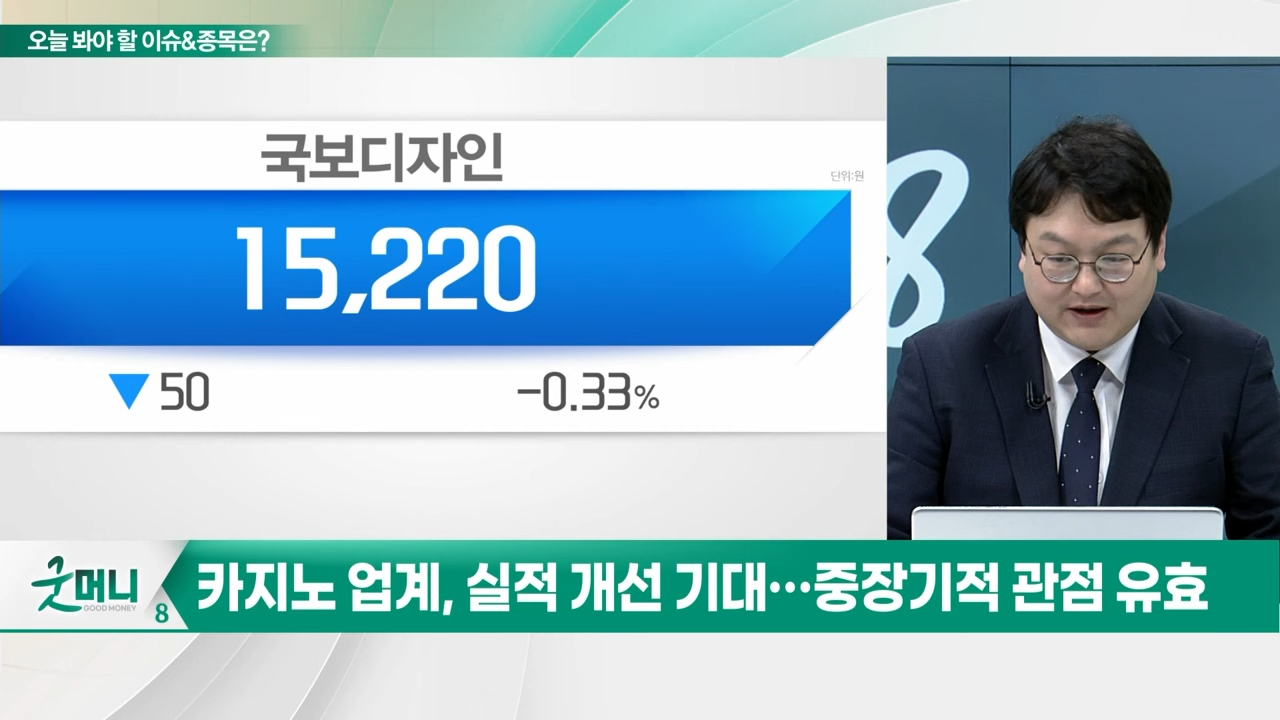 오늘 봐야 할 이슈&종목은?
국보디자인
단위:원
15,220
▼50
-0.33%
8
굿머니
GOOD MONEY
8
카지노 업계, 실적 개선 기대…중장기적 관점 유효